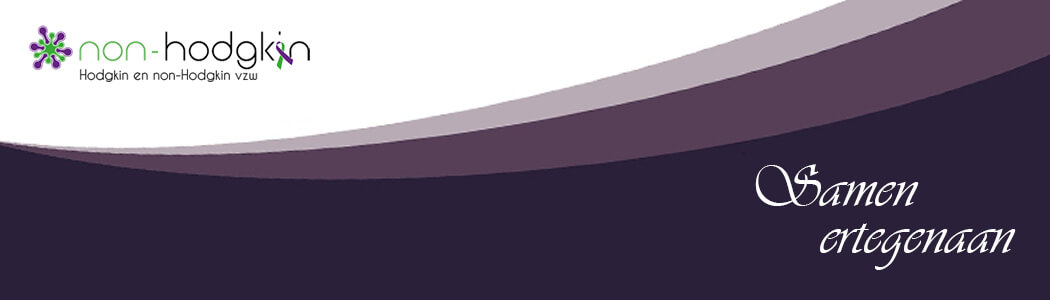 non-hodgkin
Hodgkin en non-Hodgkin vzw
Samen
ertegenaan